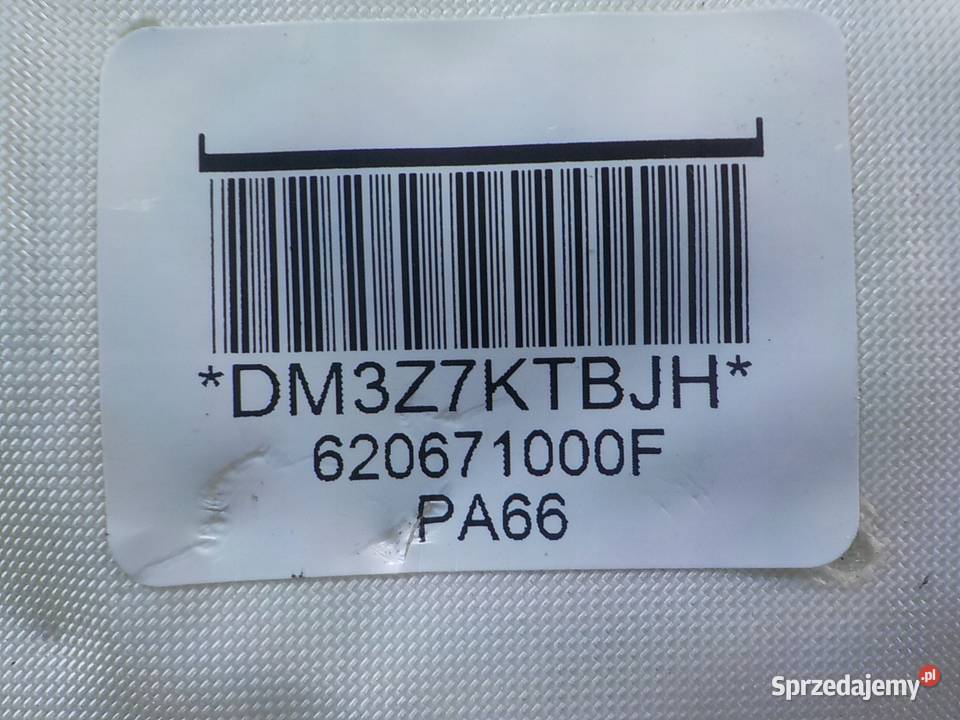 *DM3Z7KTBJH*
620671000F
PA66
Sprzedajemy.pl